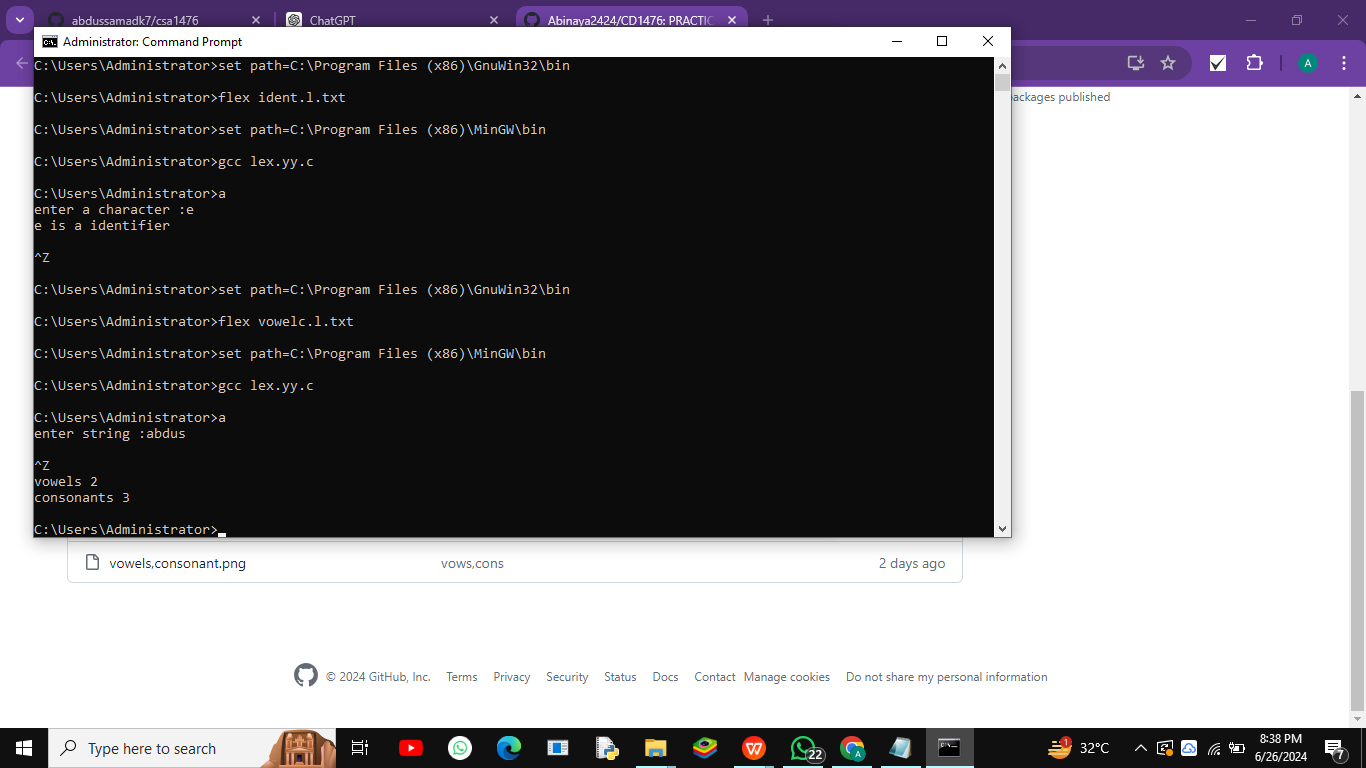 abdussamadk7/csa1476
ChatGPT
Abinaya2424/CD1476: PRACTIC
Administrator: Command Prompt
C:\Users\Administrator>set path=C:\Program Files (x86)\GnuWin32\bin
C:\Users\Administrator>flex ident.l.txt
C:\Users\Administrator>set path=C:\Program Files (x86)\MinGW\bin
C:\Users\Administrator>gcc lex.yy.c
C:\Users\Administrator>a
enter a character :e
e is a identifier
^Z
C:\Users\Administrator>set path=C:\Program Files (x86)\GnuWin32\bin
C:\Users\Administrator>flex vowelc.l.txt
C:\Users\Administrator>set path=C:\Program Files (x86)\MinGW\bin
C:\Users\Administrator>gcc lex.yy.c
C:\Users\Administrator>a
enter string :abdus
^Z
vowels 2
consonants 3
C:\Users\Administrator>
A
ackages published
vowels,consonant.png vows,cons 2 days ago
© 2024 GitHub, Inc. Terms Privacy Security Status Docs Contact Manage cookies Do not share my personal information
Type here to search
22
A
1
32°C
8:38 PM
6/26/2024
7